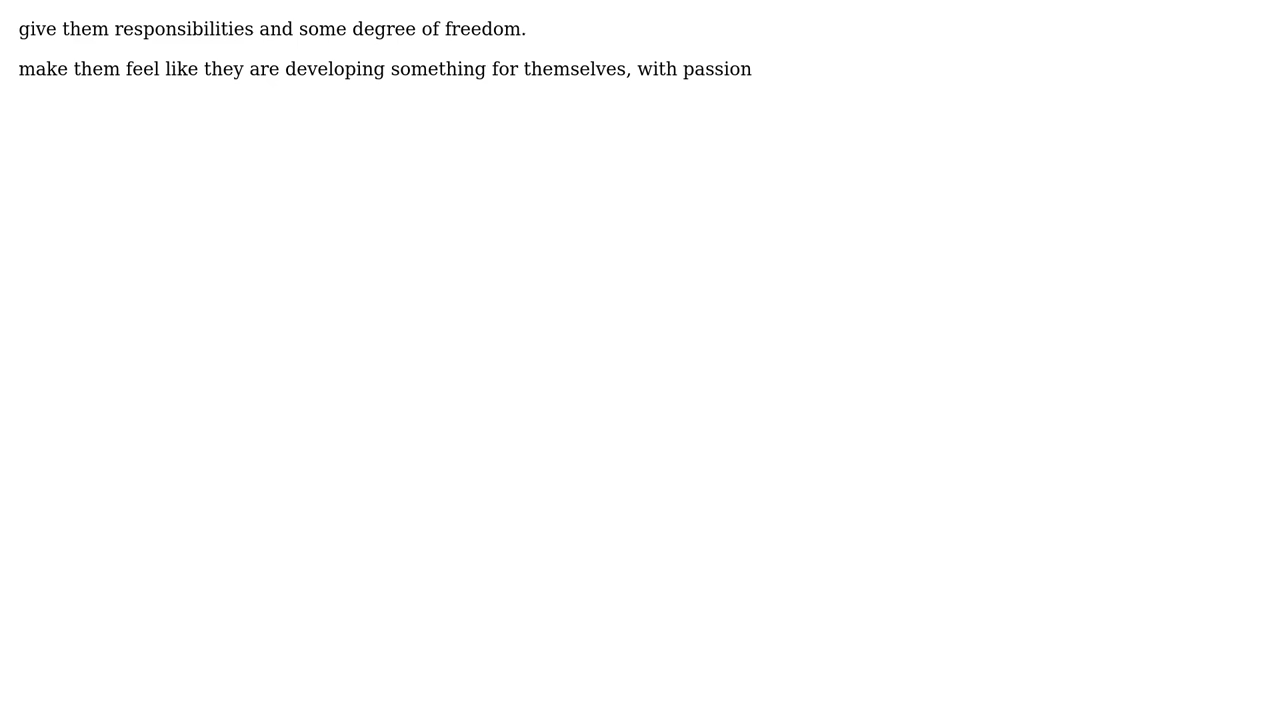 give them responsibilities and some degree of freedom.
make them feel like they are developing something for themselves, with passion